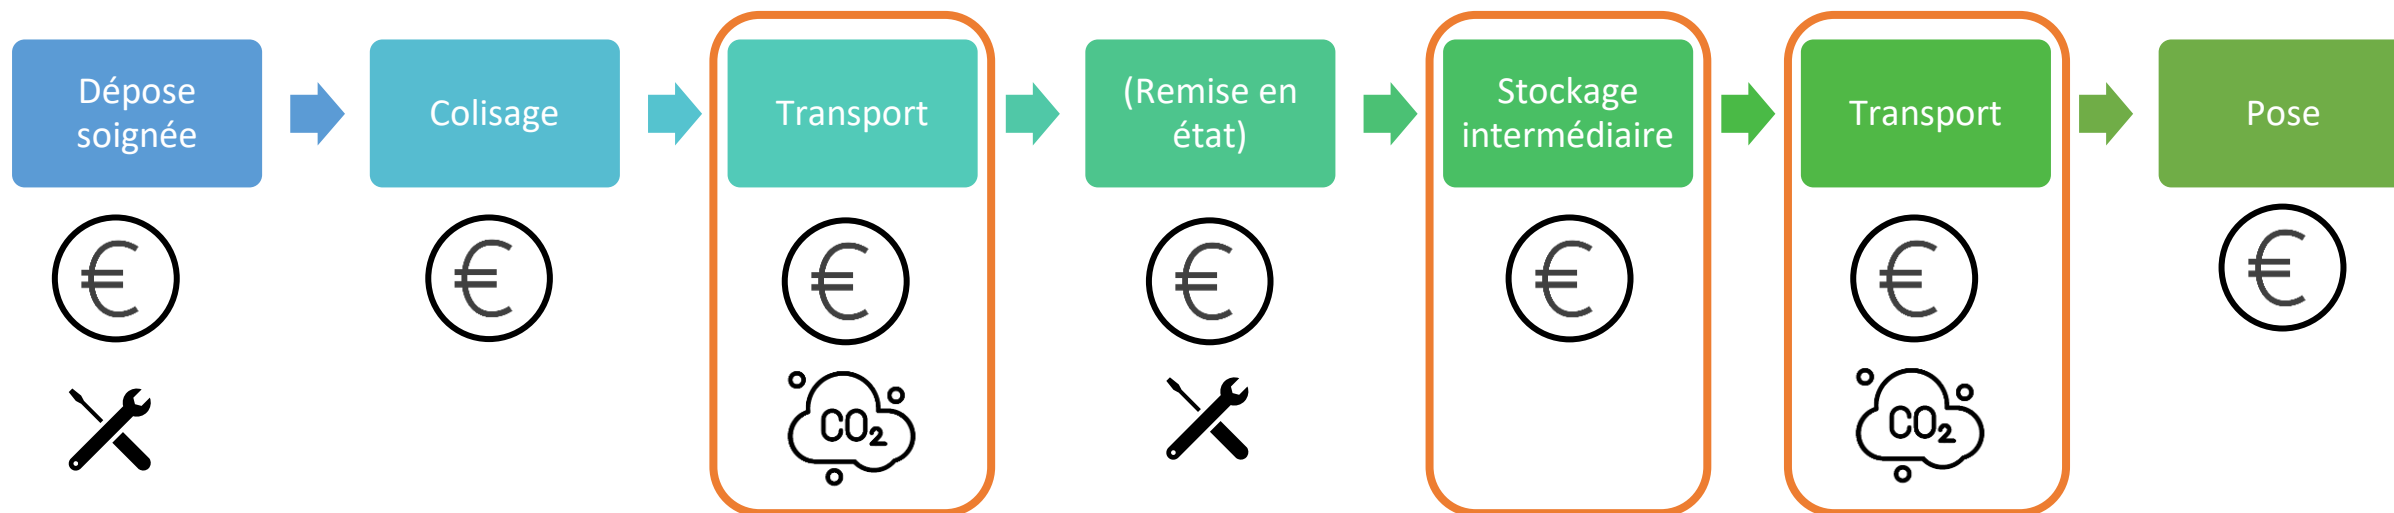 Dépose
soignée
Colisage
Transport
(Remise en
état)
Stockage
intermédiaire
Transport
Pose
€
€
€
€
€
€
€
CO₂
CO₂